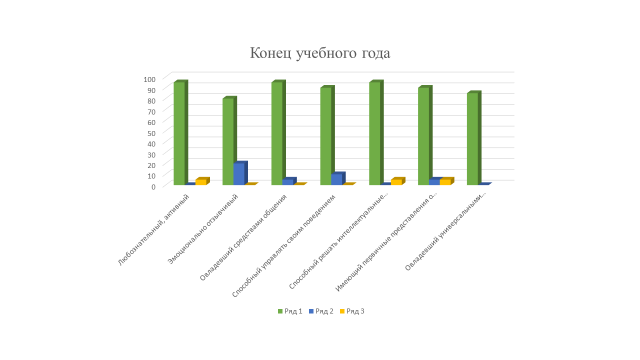 Конец учебного года
100
90
80
70
60
50
40
30
20
10
0
Любознательный, активный
Эмоционально отзывчивый
Овладевший средствами общения
Способный управлять своим поведением
Способный решать интеллектуальные...
Имеющий первичные представления о...
Овладевший универсальными...
Ряд 1 Ряд 2 Ряд 3